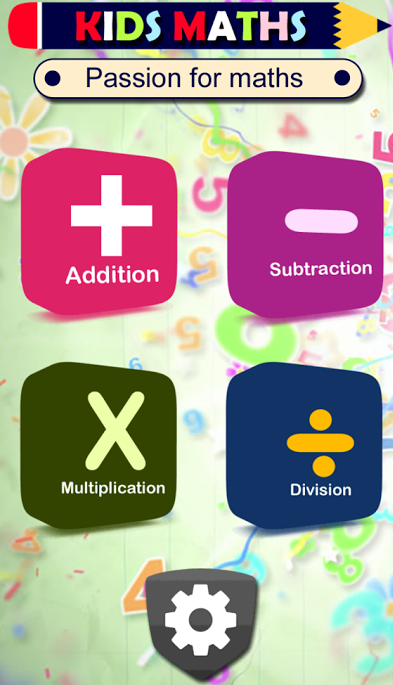 KIDS MATHS
Passion for maths
Addition
Subtraction
Multiplication
Division